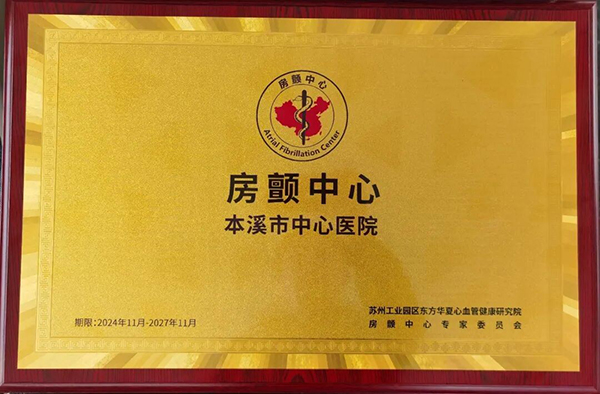 房颤中心
Atrial Fibrillation Center
房颤中心
本溪市中心医院
期限:2024年11月-2027年11月
苏州工业园区东方华夏心血管健康研究院
房颤中心专家委员会